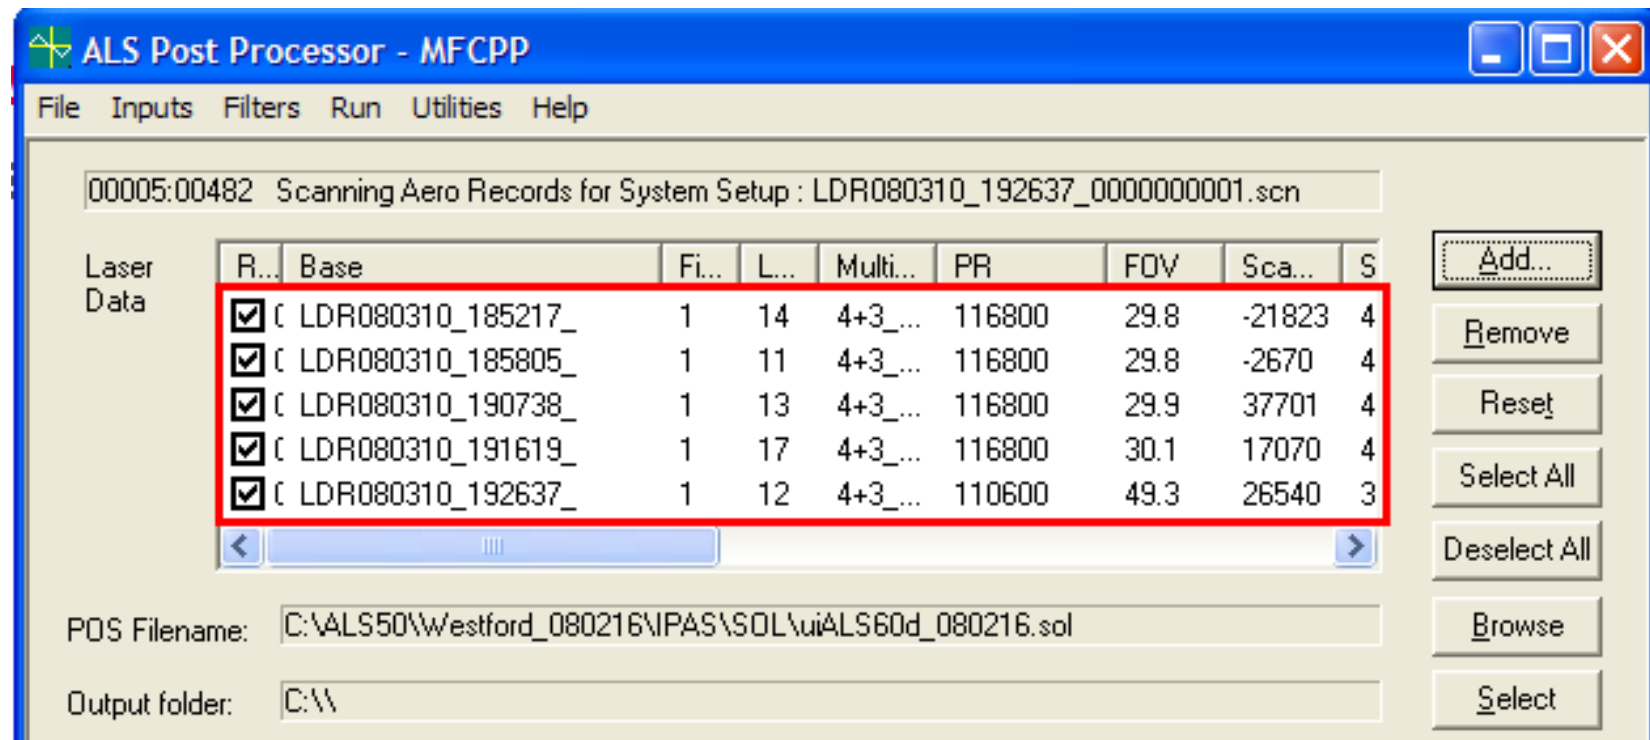 ALS Post Processor - MFCPP
File Inputs Filters Run Utilities Help
00005:00482 Scanning Aero Records for System Setup : LDR080310_192637_0000000001.scn
Laser Data
R... Base Fi... L... Multi... PR FOV Sca... S
LDR080310_185217_ 1 14 4+3_... 116800 29.8 -21823 4
LDR080310_185805_ 1 11 4+3_... 116800 29.8 -2670 4
LDR080310_190738_ 1 13 4+3_... 116800 29.9 37701 4
LDR080310_191619_ 1 17 4+3_... 116800 30.1 17070 4
LDR080310_192637_ 1 12 4+3_... 110600 49.3 26540 3
Add...
Remove
Reset
Select All
Deselect All
POS Filename: C:\ALS50\Westford_080216\IPAS\SOL\uiALS60d_080216.sol Browse
Output folder: C:\\ Select